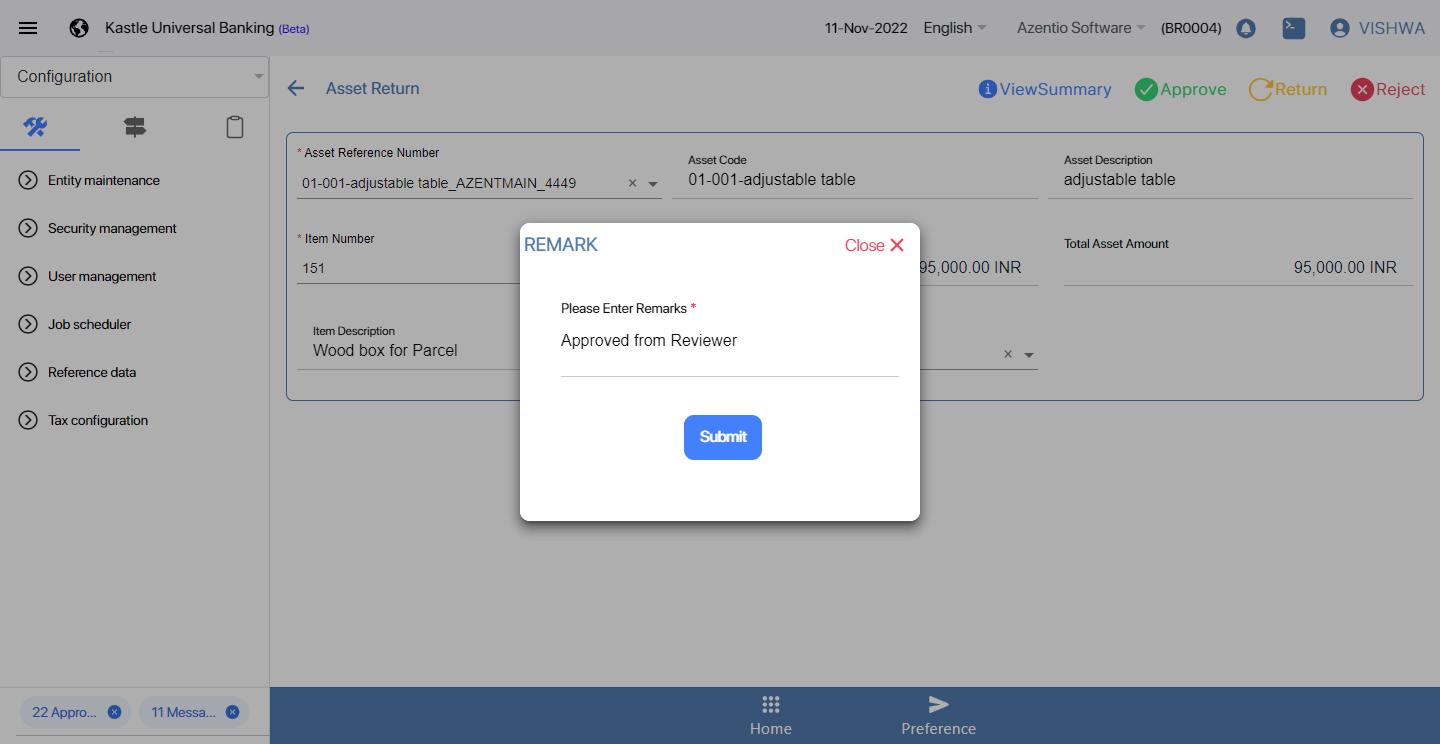 Kastle Universal Banking (Beta)
11-Nov-2022 English Azentio Software (BR0004) VISHWA
Configuration
Asset Return
ViewSummary Approve Return Reject
Entity maintenance
Security management
User management
Job scheduler
Reference data
Tax configuration
* Asset Reference Number
01-001-adjustable table_AZENTMAIN_4449
Asset Code
01-001-adjustable table
Asset Description
adjustable table
* Item Number
151
95,000.00 INR
Total Asset Amount
95,000.00 INR
Item Description
Wood box for Parcel
REMARK
Close
Please Enter Remarks *
Approved from Reviewer
Submit
22 Appro...
11 Messa...
Home
Preference